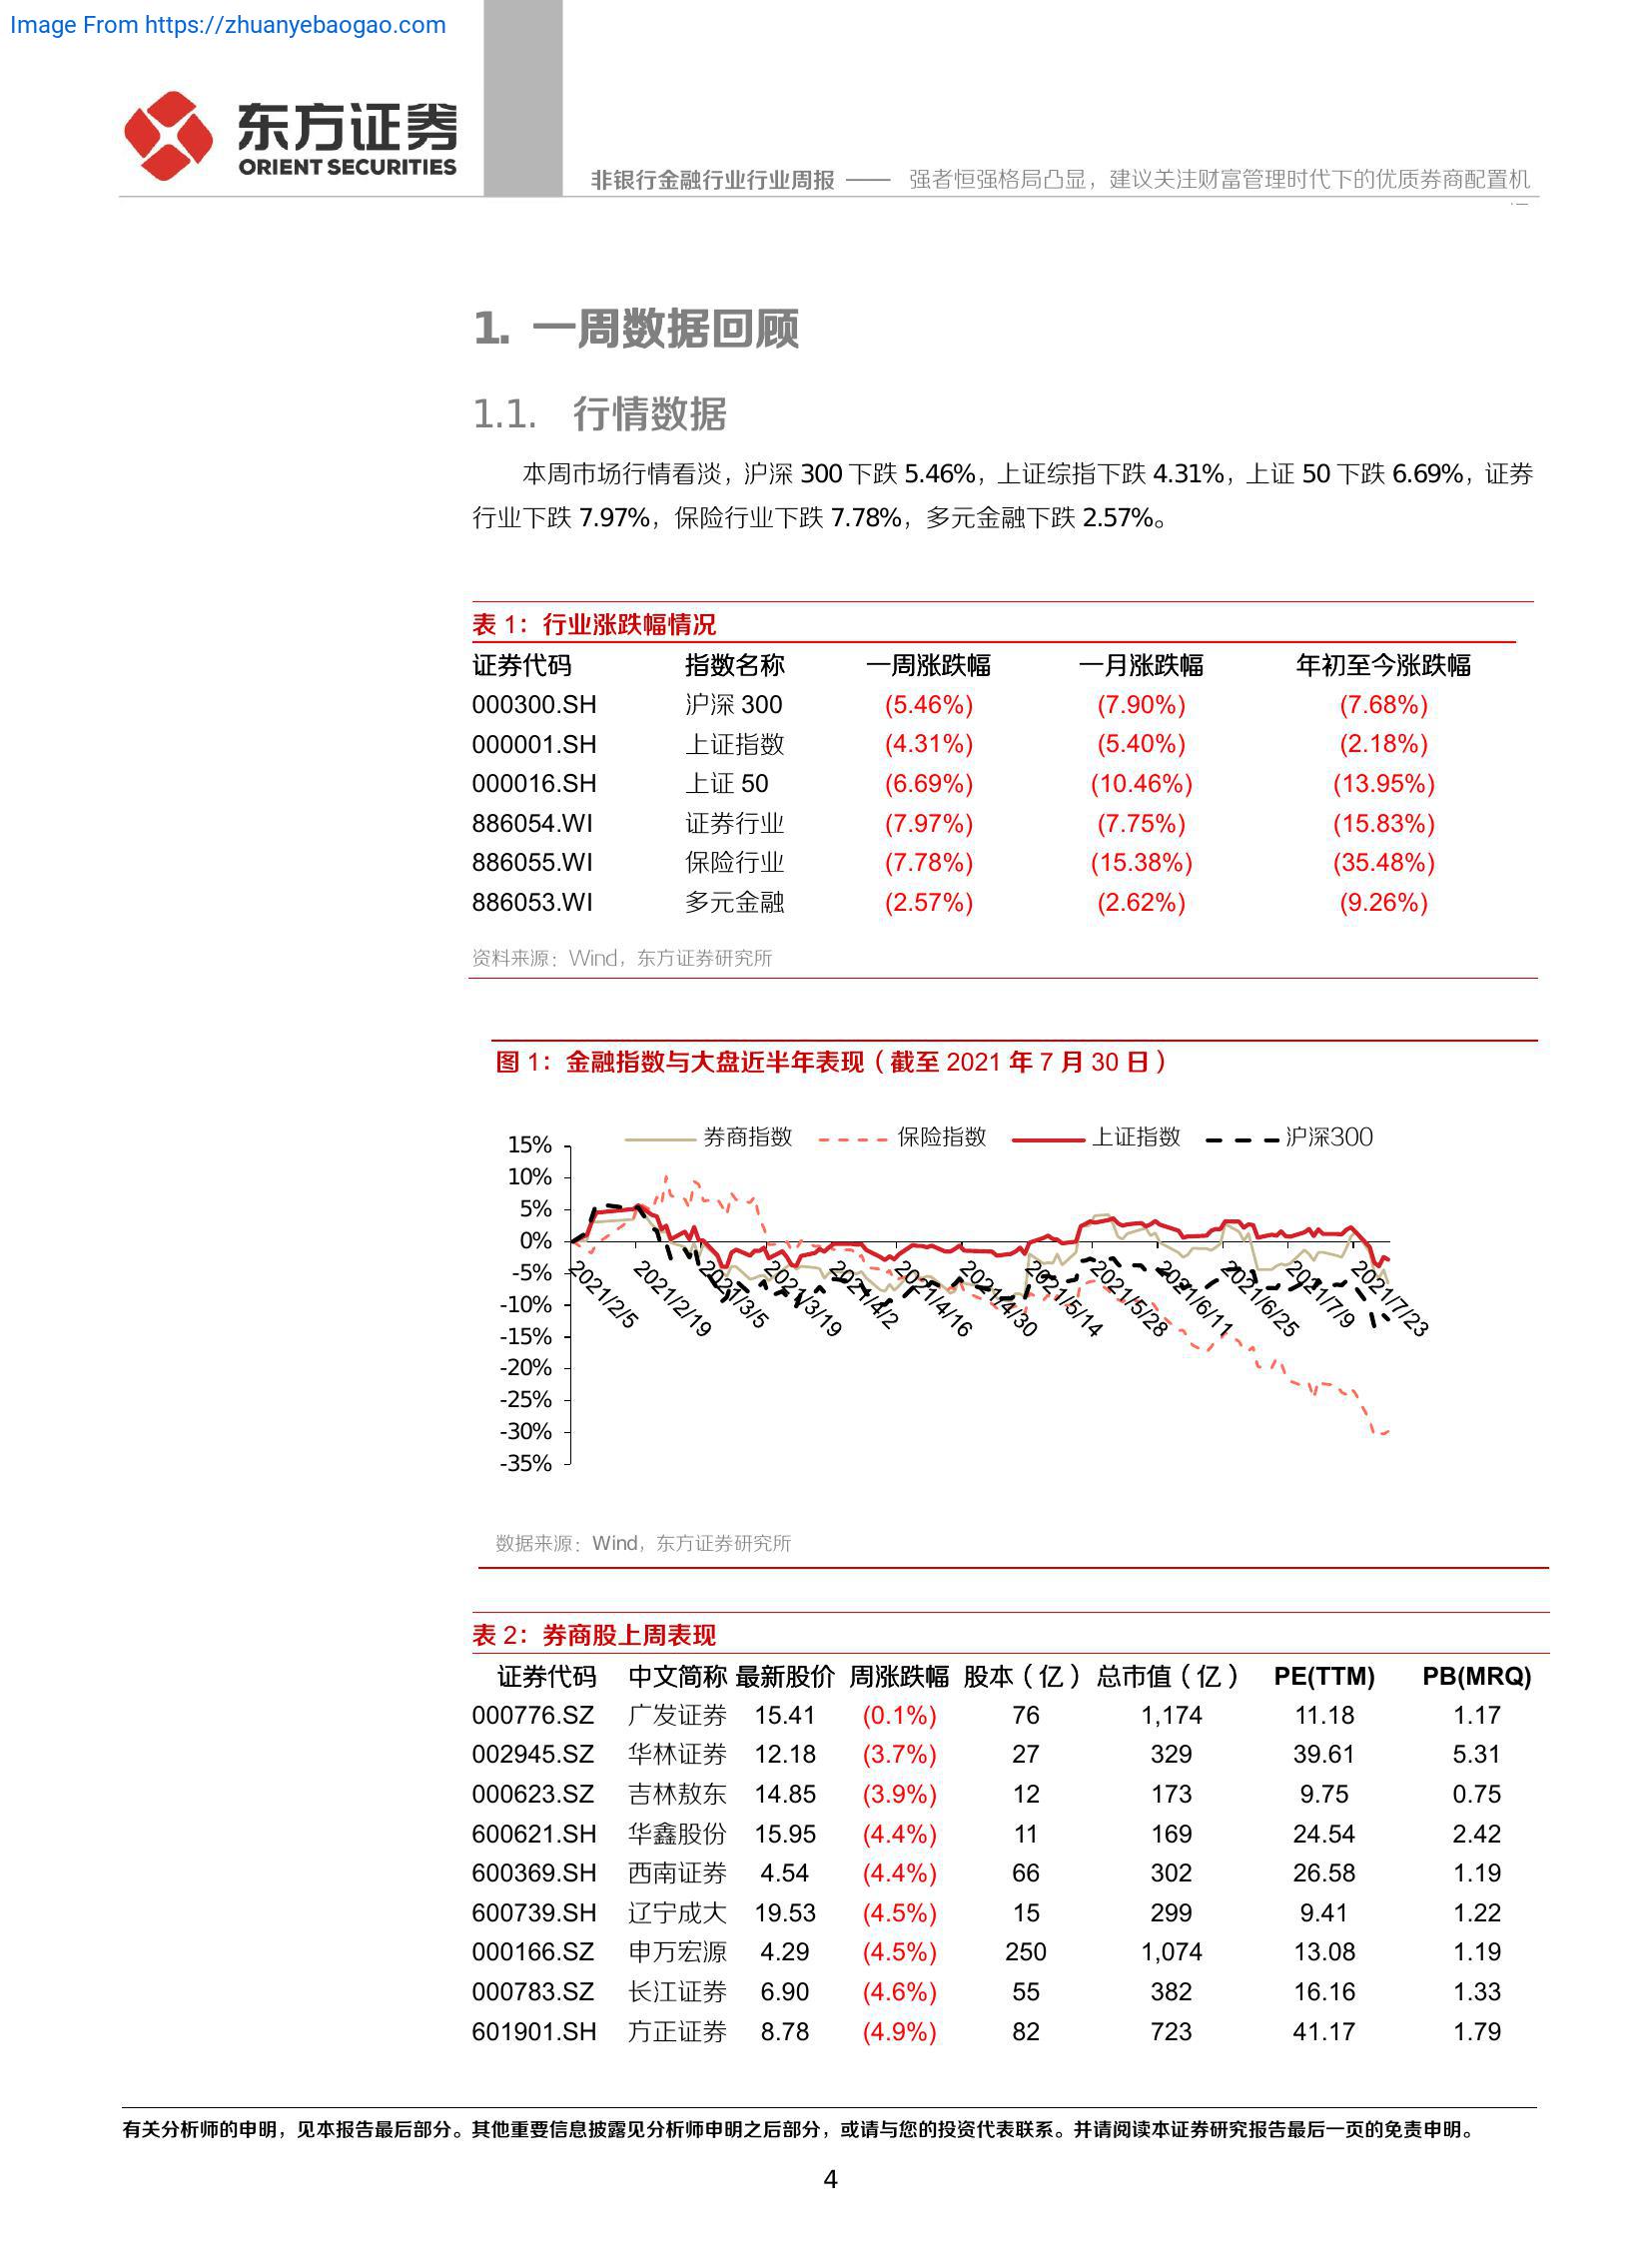 Image From https://zhuanyebaogao.com
东方证券
ORIENT SECURITIES
非银行金融行业行业周报 —— 强者恒强格局凸显，建议关注财富管理时代下的优质券商配置机
1. 一周数据回顾
1.1. 行情数据
本周市场行情看淡，沪深 300 下跌 5.46%，上证综指下跌 4.31%，上证 50 下跌 6.69%，证券
行业下跌 7.97%，保险行业下跌 7.78%，多元金融下跌 2.57%。
表 1：行业涨跌幅情况
证券代码 指数名称 一周涨跌幅 一月涨跌幅 年初至今涨跌幅
000300.SH 沪深 300 (5.46%) (7.90%) (7.68%)
000001.SH 上证指数 (4.31%) (5.40%) (2.18%)
000016.SH 上证 50 (6.69%) (10.46%) (13.95%)
886054.WI 证券行业 (7.97%) (7.75%) (15.83%)
886055.WI 保险行业 (7.78%) (15.38%) (35.48%)
886053.WI 多元金融 (2.57%) (2.62%) (9.26%)
资料来源：Wind，东方证券研究所
图 1：金融指数与大盘近半年表现（截至 2021 年 7 月 30 日）
券商指数 保险指数 上证指数 沪深300
15%
10%
5%
0%
-5%
-10%
-15%
-20%
-25%
-30%
-35%
2021/2/5 2021/2/19 2021/3/5 2021/3/19 2021/4/2 2021/4/16 2021/4/30 2021/5/14 2021/5/28 2021/6/11 2021/6/25 2021/7/9 2021/7/23
数据来源：Wind，东方证券研究所
表 2：券商股上周表现
证券代码 中文简称 最新股价 周涨跌幅 股本（亿） 总市值（亿） PE(TTM) PB(MRQ)
000776.SZ 广发证券 15.41 (0.1%) 76 1,174 11.18 1.17
002945.SZ 华林证券 12.18 (3.7%) 27 329 39.61 5.31
000623.SZ 吉林敖东 14.85 (3.9%) 12 173 9.75 0.75
600621.SH 华鑫股份 15.95 (4.4%) 11 169 24.54 2.42
600369.SH 西南证券 4.54 (4.4%) 66 302 26.58 1.19
600739.SH 辽宁成大 19.53 (4.5%) 15 299 9.41 1.22
000166.SZ 申万宏源 4.29 (4.5%) 250 1,074 13.08 1.19
000783.SZ 长江证券 6.90 (4.6%) 55 382 16.16 1.33
601901.SH 方正证券 8.78 (4.9%) 82 723 41.17 1.79
有关分析师的申明，见本报告最后部分。其他重要信息披露见分析师申明之后部分，或请与您的投资代表联系。并请阅读本证券研究报告最后一页的免责申明。
4